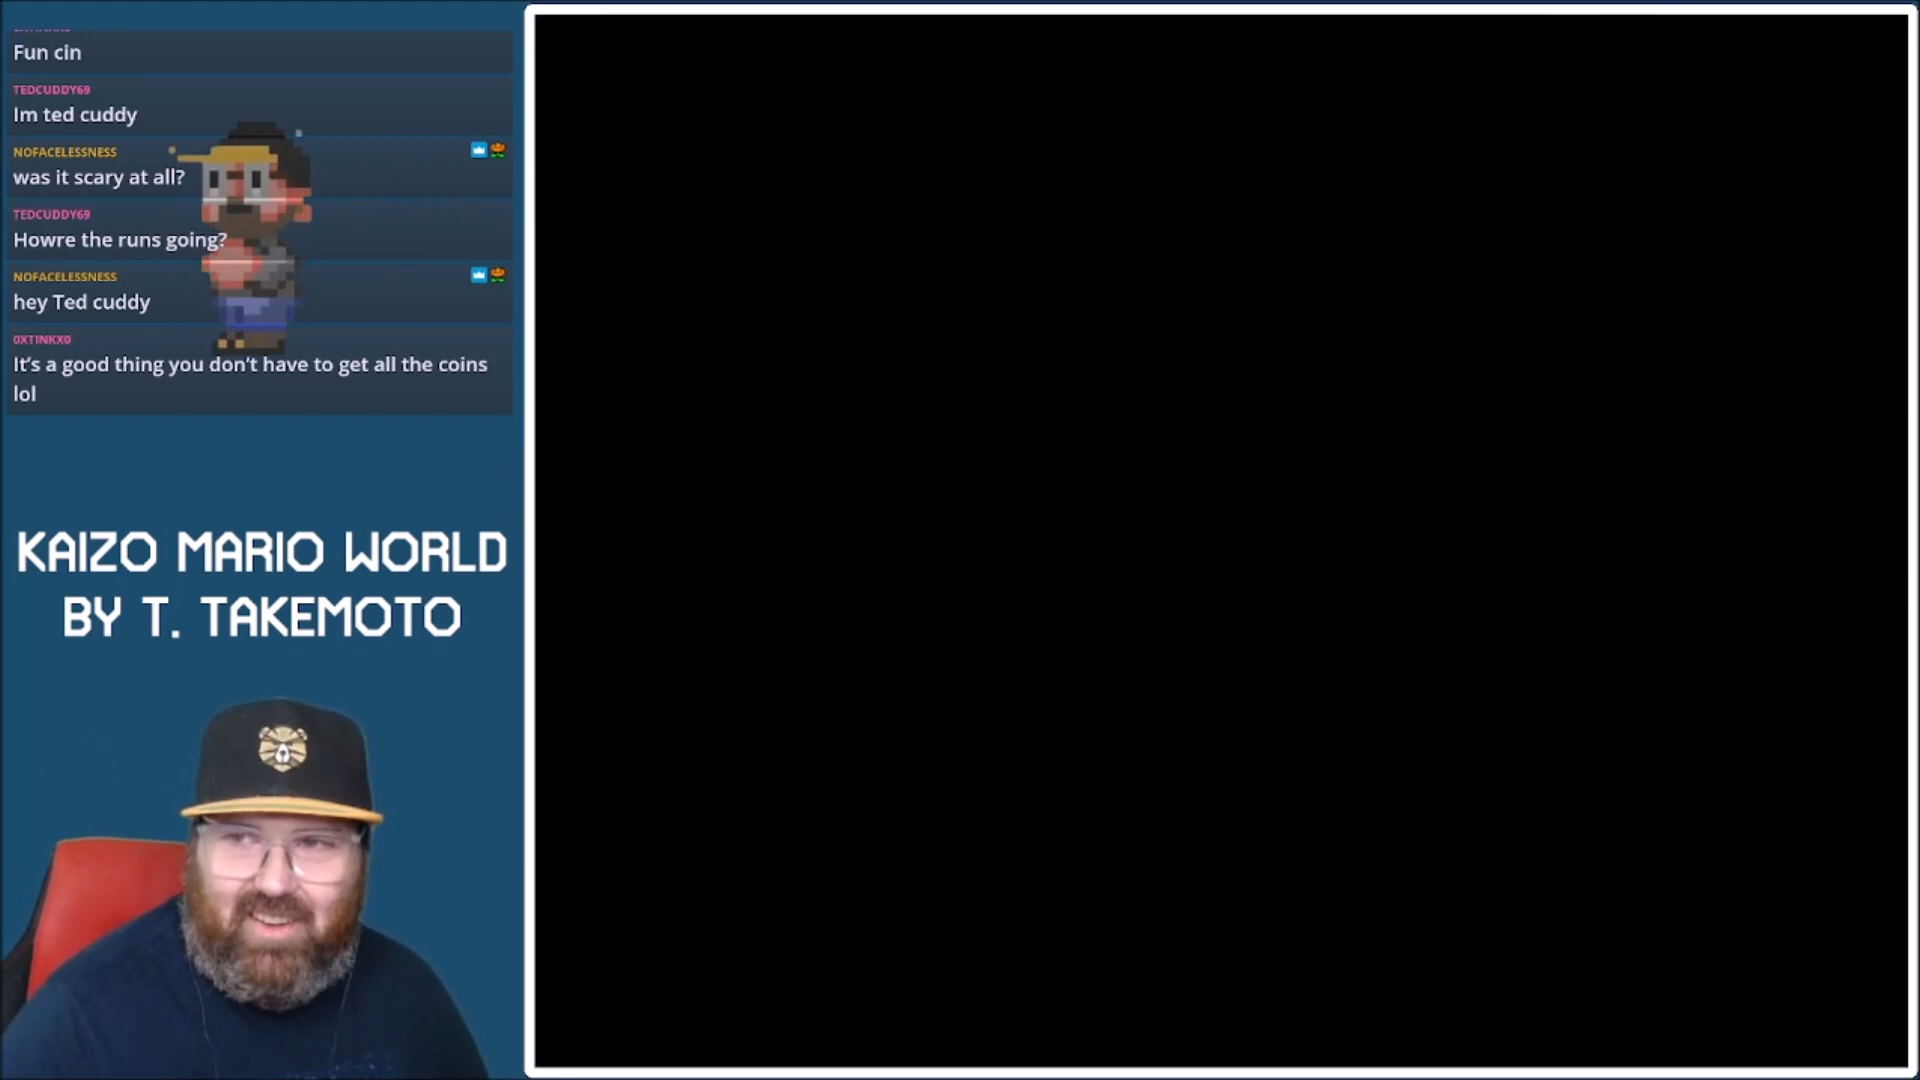 Fun cin
TEDCUDDY69
Im ted cuddy
NOFACELESSNESS
was it scary at all?
TEDCUDDY69
Howre the runs going?
NOFACELESSNESS
hey Ted cuddy
0XTINKX0
It’s a good thing you don’t have to get all the coins
lol
KAIZO MARIO WORLD
BY T. TAKEMOTO